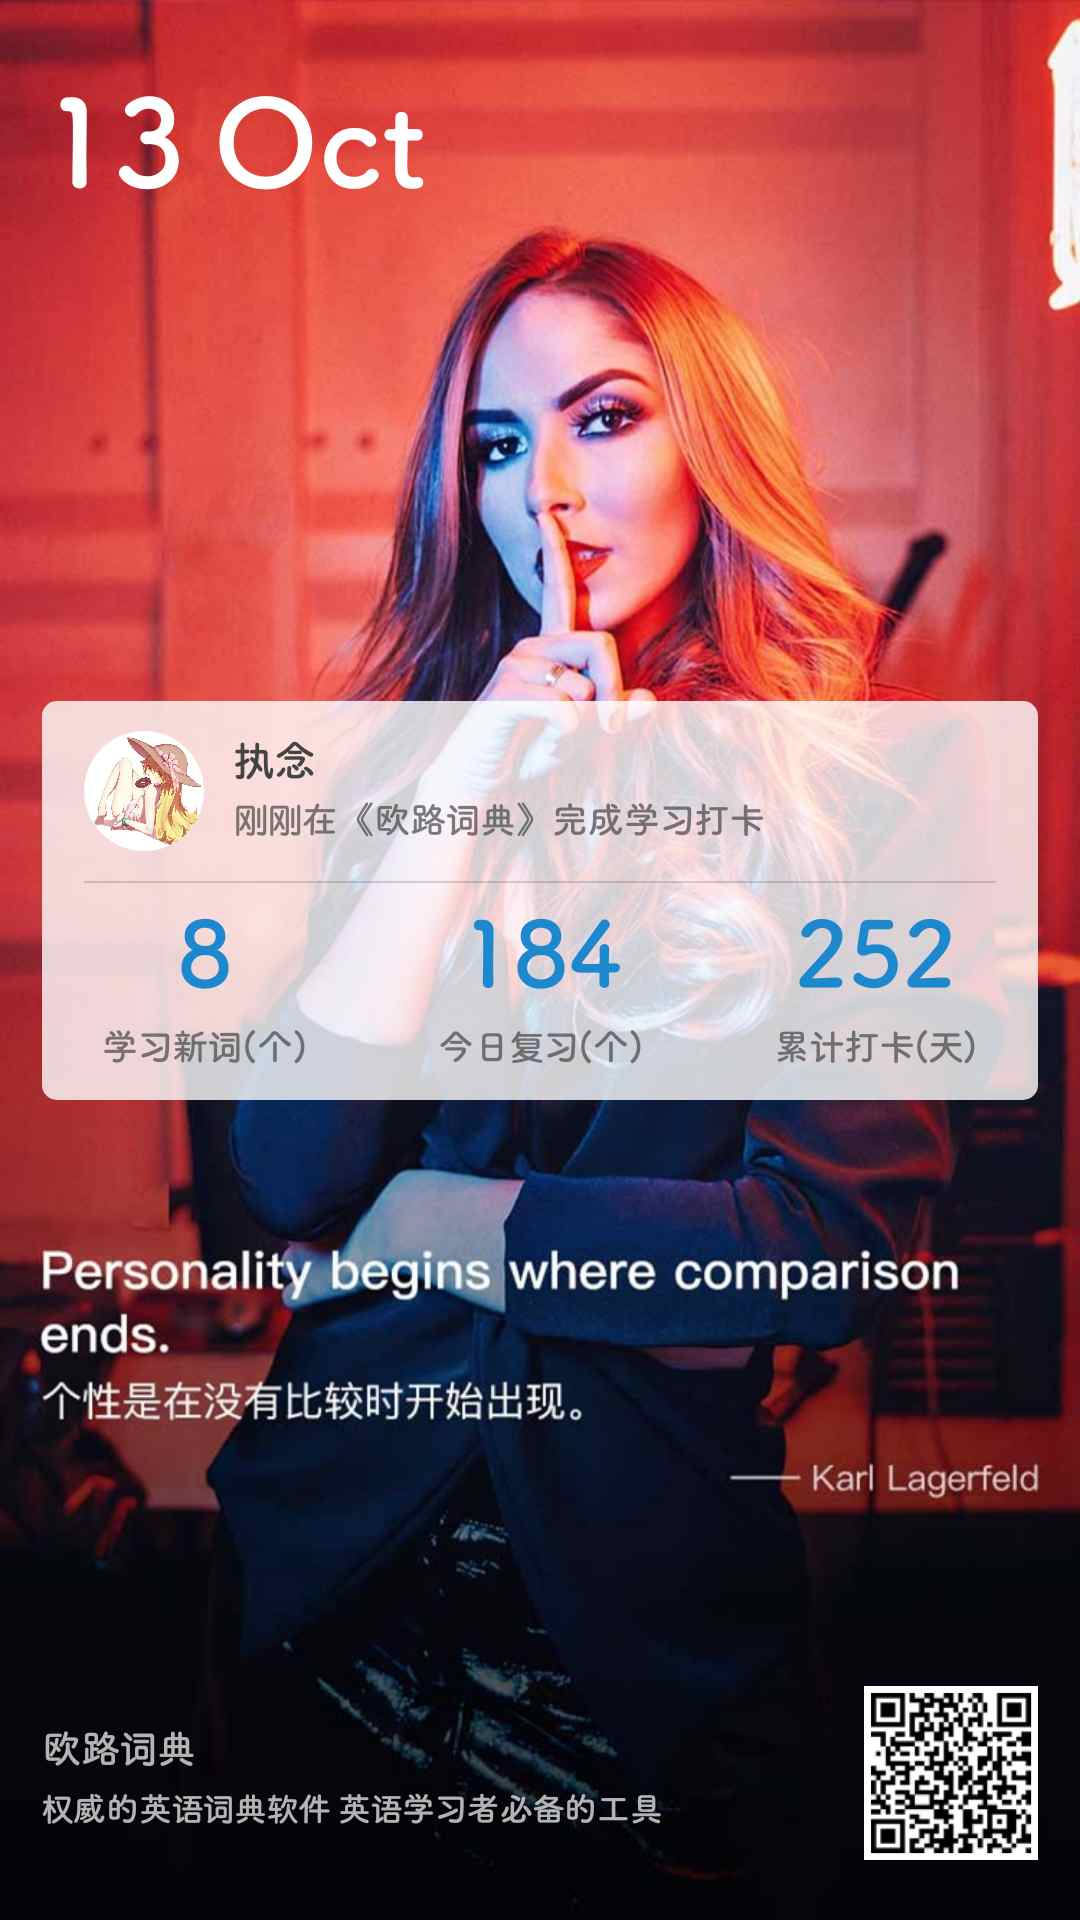 13 Oct
执念
刚刚在《欧路词典》完成学习打卡
8 184 252
学习新词(个) 今日复习(个) 累计打卡(天)
Personality begins where comparison
ends.
个性是在没有比较时开始出现。
—— Karl Lagerfeld
欧路词典
权威的英语词典软件 英语学习者必备的工具